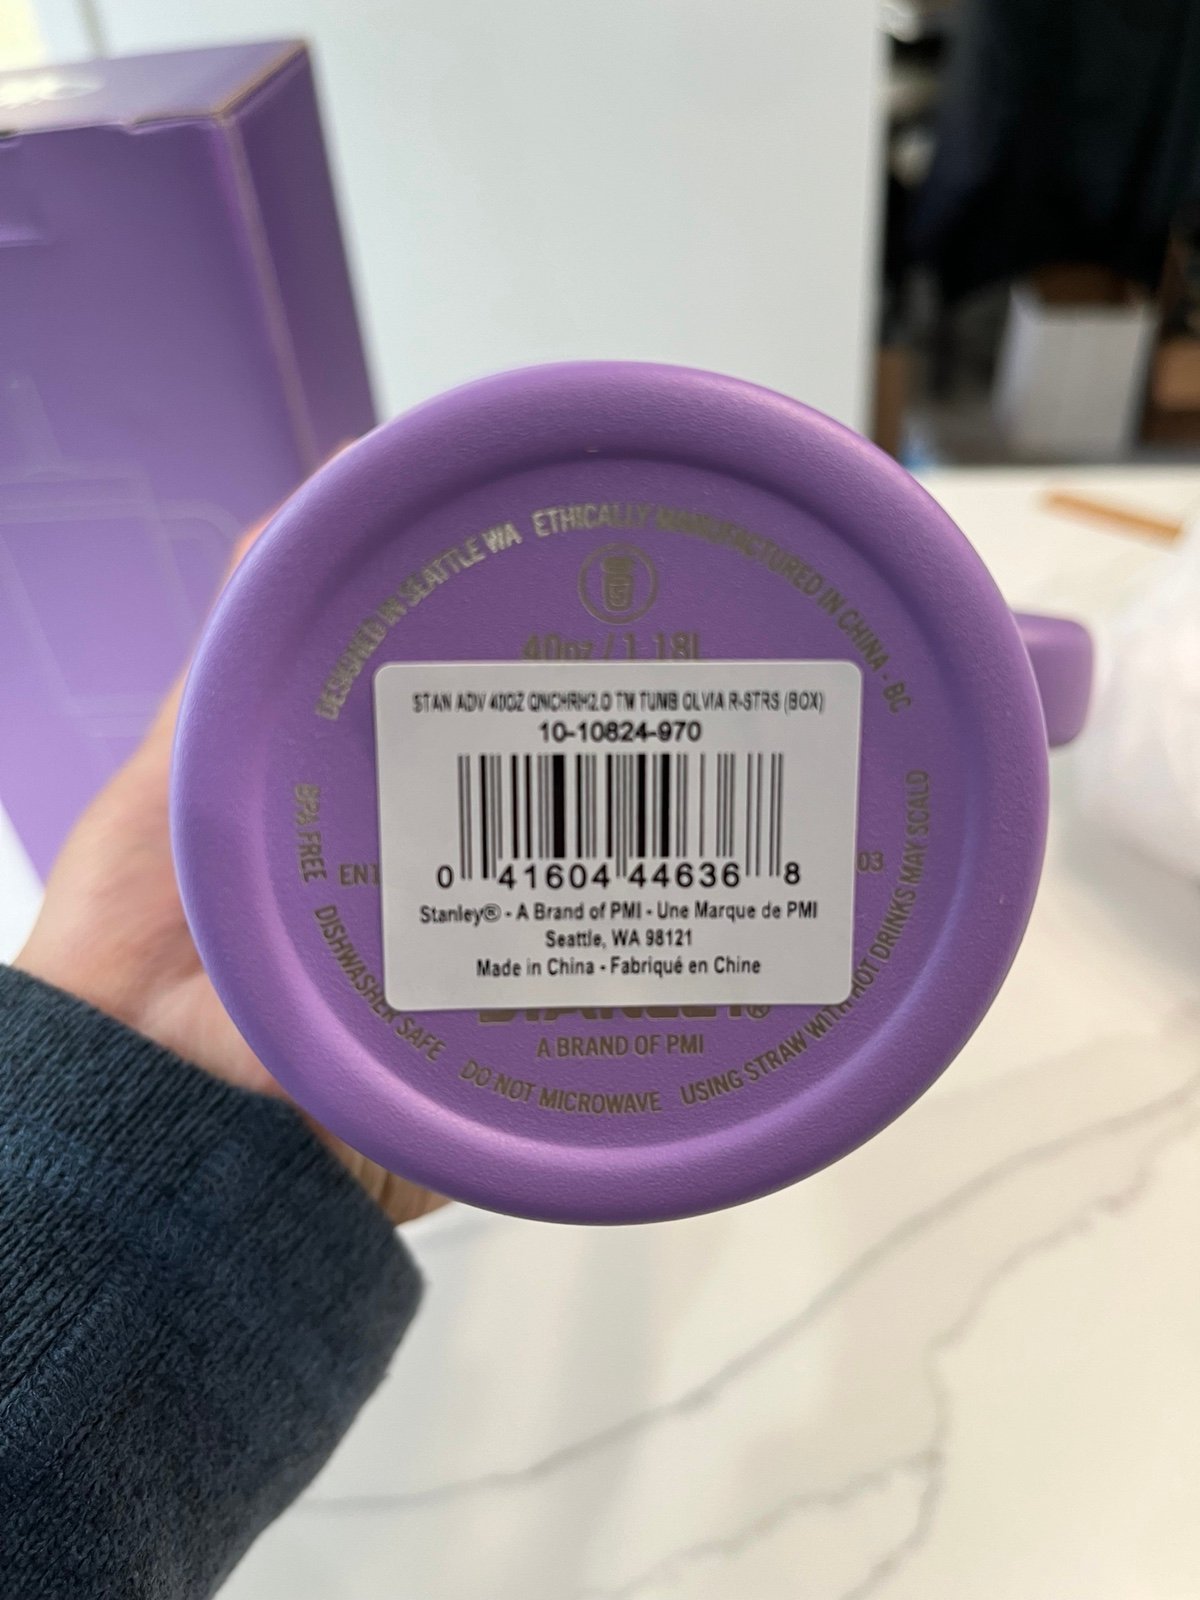 DESIGNED IN SEATTLE WA ETHICALLY MANUFACTURED IN CHINA - BC
40oz / 1.18L
STAN ADV 40OZ QNCHRH2.0 TM TUMB OLVIA R-STRS (BOX)
10-10824-970
0 41604 44636 8
Stanley® - A Brand of PMI - Une Marque de PMI
Seattle, WA 98121
Made in China - Fabriqué en Chine
ENT
03
STANLEY®
A BRAND OF PMI
BPA FREE DISHWASHER SAFE DO NOT MICROWAVE USING STRAW WITH HOT DRINKS MAY SCALD